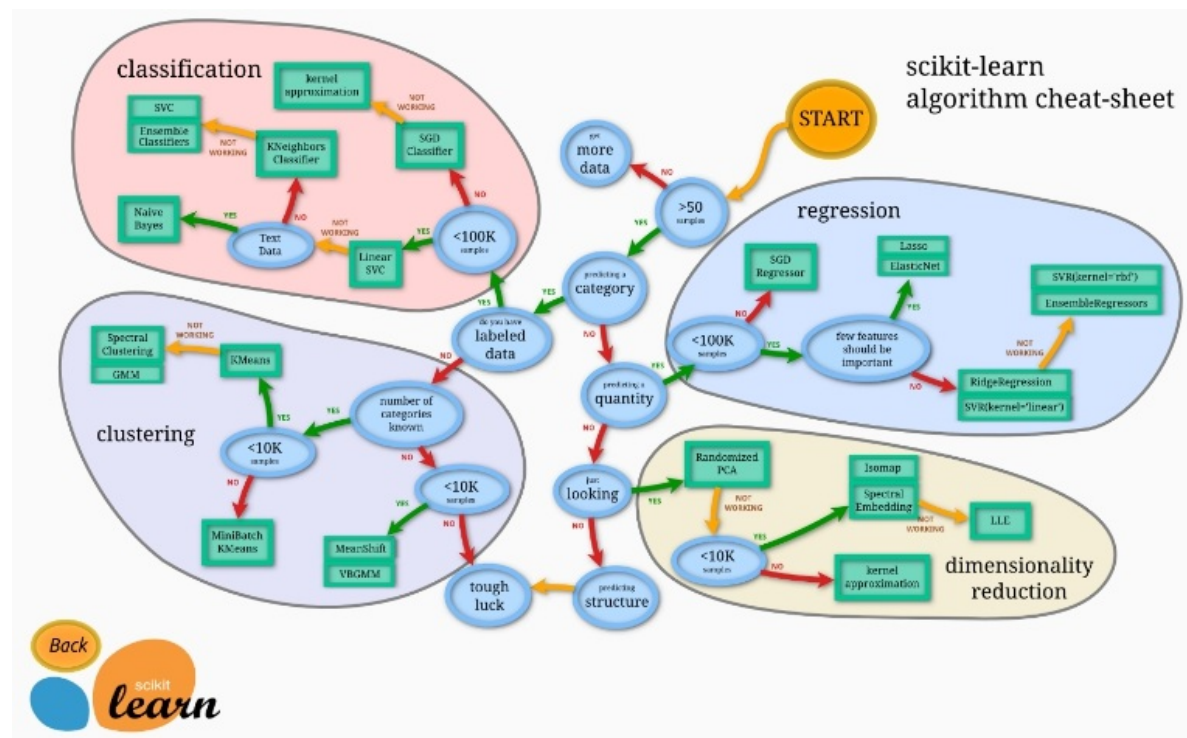 scikit-learn
algorithm cheat-sheet
START
classification
kernel
approximation
NOT
WORKING
SVC
Ensemble
Classifiers
NOT
WORKING
KNeighbors
Classifier
SGD
Classifier
NO
Naive
Bayes
YES
Text
Data
NO
NOT
WORKING
Linear
SVC
YES
<100K
samples
YES
get
more
data
NO
>50
samples
YES
predicting a
category
YES
NO
do you have
labeled
data
NO
predicting a
quantity
YES
NO
just
looking
YES
NO
predicting
structure
tough
luck
regression
SGD
Regressor
Lasso
ElasticNet
SVR(kernel='rbf')
EnsembleRegressors
NO
YES
<100K
samples
YES
few features
should be
important
NOT
WORKING
NO
RidgeRegression
SVR(kernel='linear')
clustering
Spectral
Clustering
GMM
NOT
WORKING
KMeans
YES
number of
categories
known
YES
NO
<10K
samples
NO
<10K
samples
YES
NO
MiniBatch
KMeans
MeanShift
VBGMM
Randomized
PCA
NOT
WORKING
Isomap
Spectral
Embedding
NOT
WORKING
LLE
YES
<10K
samples
NO
kernel
approximation
dimensionality
reduction
Back
scikit
learn